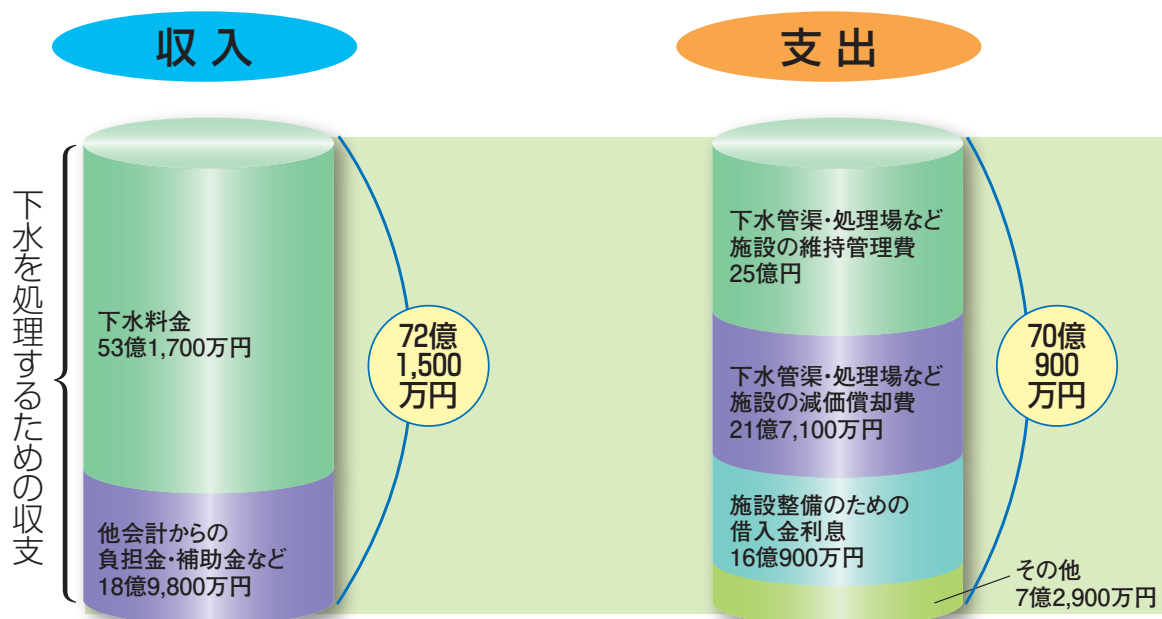 収入
支出
下水を処理するための収支
下水料金
53億1,700万円
他会計からの
負担金・補助金など
18億9,800万円
72億
1,500
万円
下水管渠・処理場など
施設の維持管理費
25億円
下水管渠・処理場など
施設の減価償却費
21億7,100万円
施設整備のための
借入金利息
16億900万円
その他
7億2,900万円
70億
900
万円